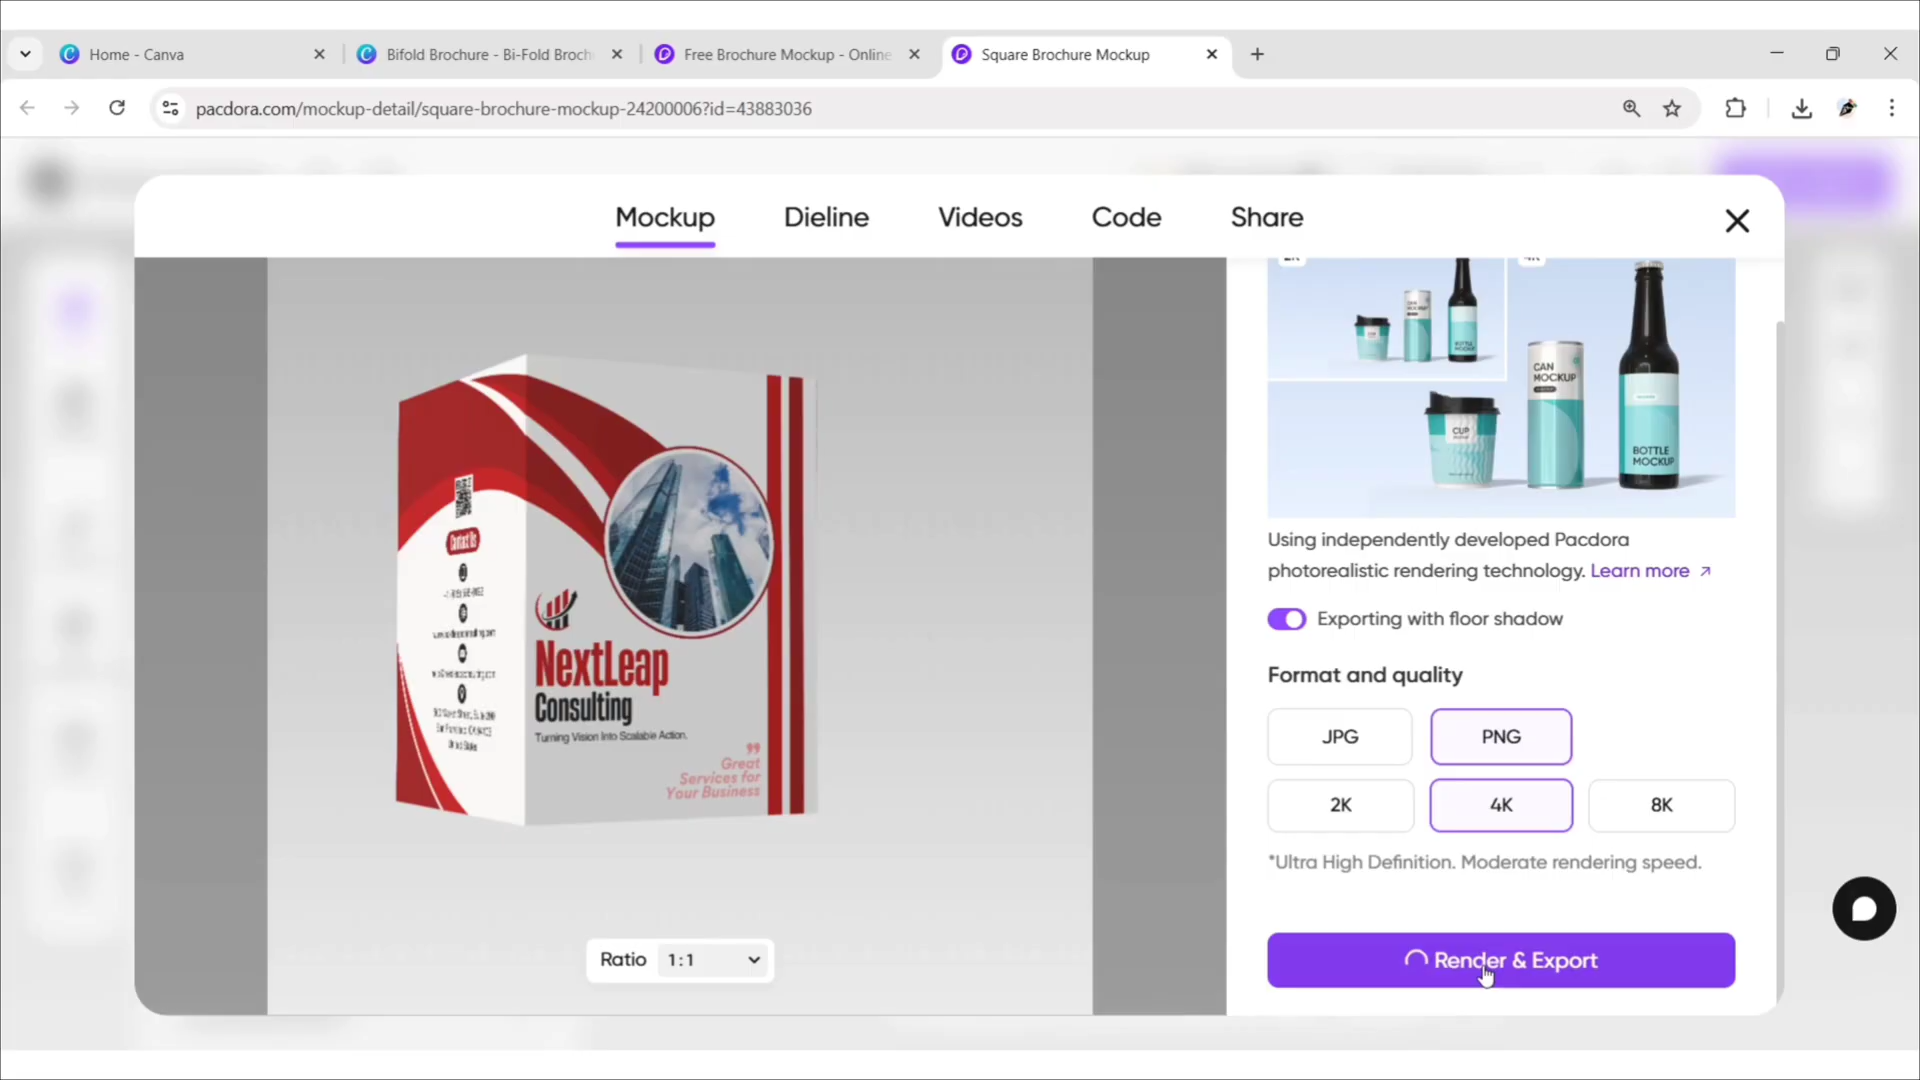 Home - Canva
Bifold Brochure - Bi-Fold Broch
Free Brochure Mockup - Online
Square Brochure Mockup
pacdora.com/mockup-detail/square-brochure-mockup-24200006?id=43883036
Mockup
Dieline
Videos
Code
Share
Contact Us
NextLeap
Consulting
Turning Vision Into Scalable Action.
Great
Services for
Your Business
Ratio
1:1
CAN
MOCKUP
CUP
BOTTLE
MOCKUP
Using independently developed Pacdora
photorealistic rendering technology. Learn more
Exporting with floor shadow
Format and quality
JPG
PNG
2K
4K
8K
*Ultra High Definition. Moderate rendering speed.
Render & Export